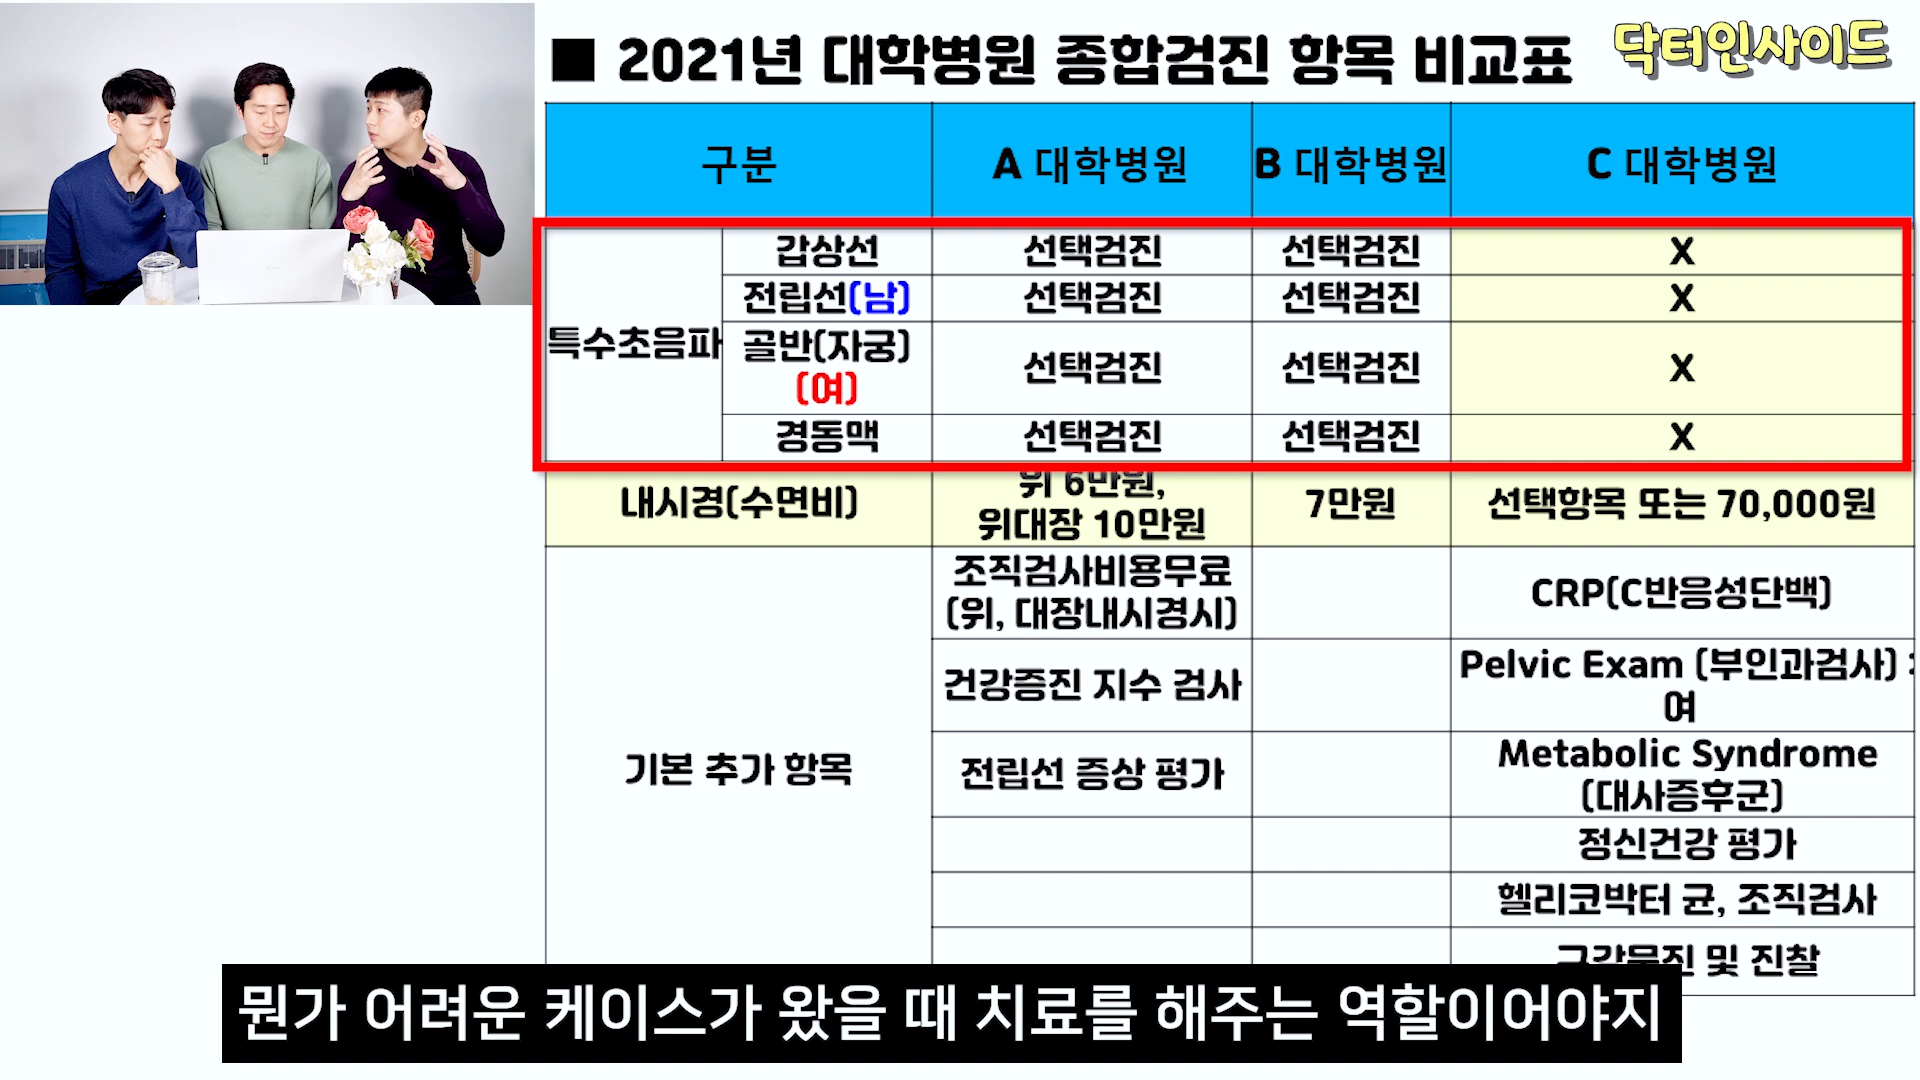 ■ 2021년 대학병원 종합검진 항목 비교표
닥터인사이드
구분
A 대학병원
B 대학병원
C 대학병원
특수초음파
갑상선
선택검진
선택검진
X
전립선(남)
선택검진
선택검진
X
골반(자궁)
(여)
선택검진
선택검진
X
경동맥
선택검진
선택검진
X
내시경(수면비)
위 6만원,
위대장 10만원
7만원
선택항목 또는 70,000원
기본 추가 항목
조직검사비용무료
(위, 대장내시경시)
CRP(C반응성단백)
건강증진 지수 검사
Pelvic Exam (부인과검사) :
여
전립선 증상 평가
Metabolic Syndrome
(대사증후군)
정신건강 평가
헬리코박터 균, 조직검사
구강문진 및 진찰
뭔가 어려운 케이스가 왔을 때 치료를 해주는 역할이어야지